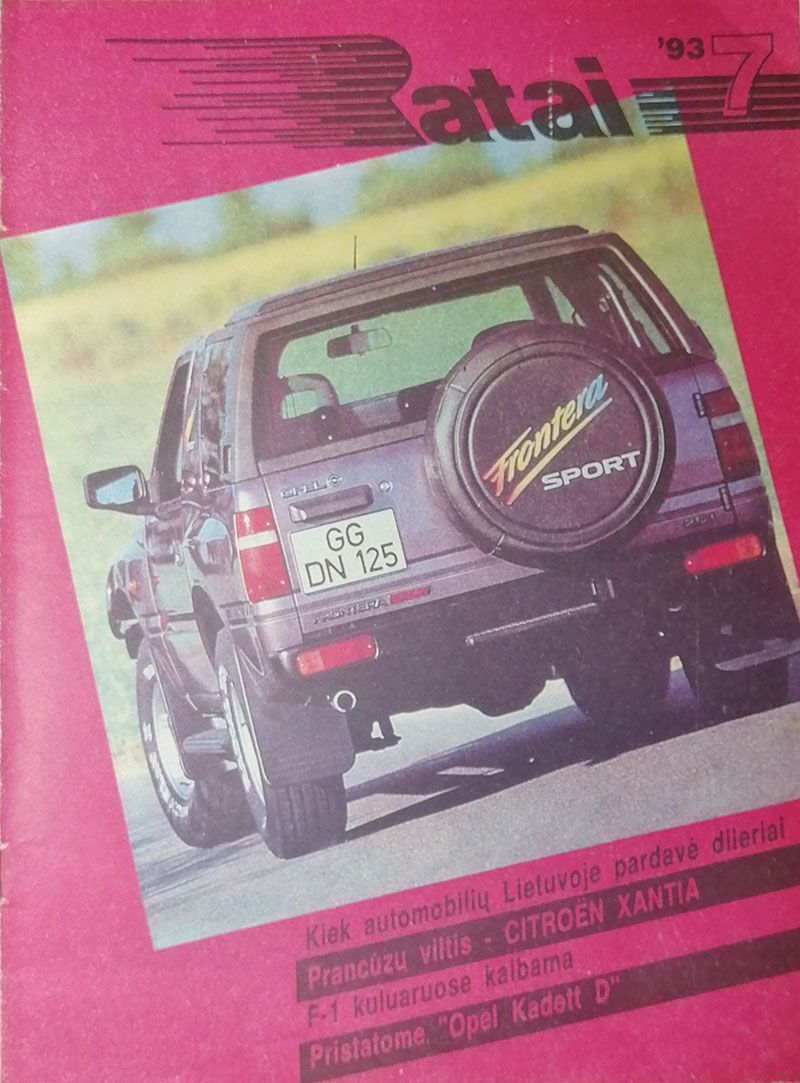 Ratai '93 7
Frontera
SPORT
OPEL
GG
DN 125
FRONTERA SPORT
Kiek automobilių Lietuvoje pardavė dileriai
Prancūzų viltis - CITROËN XANTIA
F-1 kuluaruose kalbama
Pristatome "Opel Kadett D"